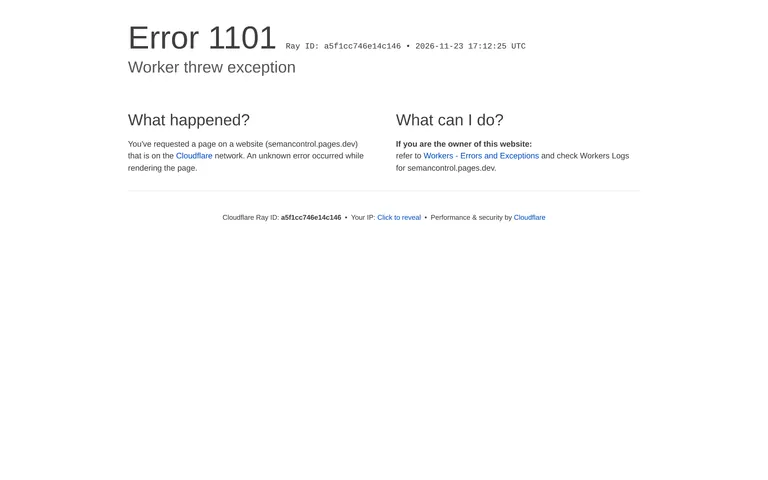 Error 1101 Ray ID: a5f1cc746e14c146 • 2026-11-23 17:12:25 UTC
Worker threw exception
What happened?
You've requested a page on a website (semancontrol.pages.dev)
that is on the Cloudflare network. An unknown error occurred while
rendering the page.
What can I do?
If you are the owner of this website:
refer to Workers - Errors and Exceptions and check Workers Logs
for semancontrol.pages.dev.
Cloudflare Ray ID: a5f1cc746e14c146 • Your IP: Click to reveal • Performance & security by Cloudflare